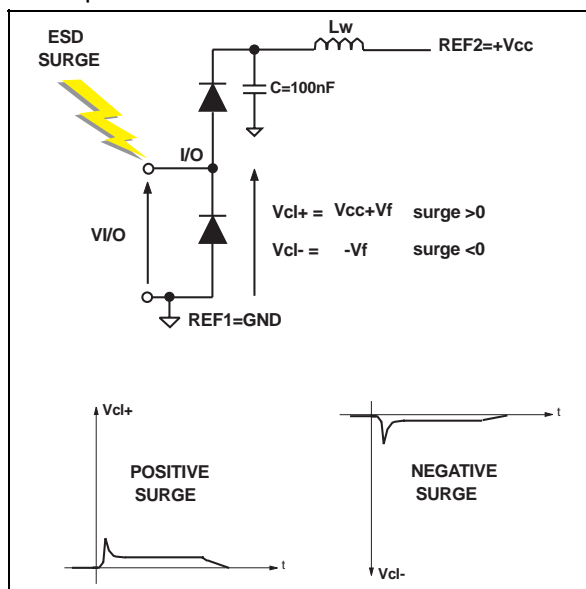 ESD
SURGE
Lw
REF2=+Vcc
C=100nF
I/O
VI/O
Vcl+ = Vcc+Vf surge >0
Vcl- = -Vf surge <0
REF1=GND
Vcl+
POSITIVE
SURGE
t
t
NEGATIVE
SURGE
Vcl-